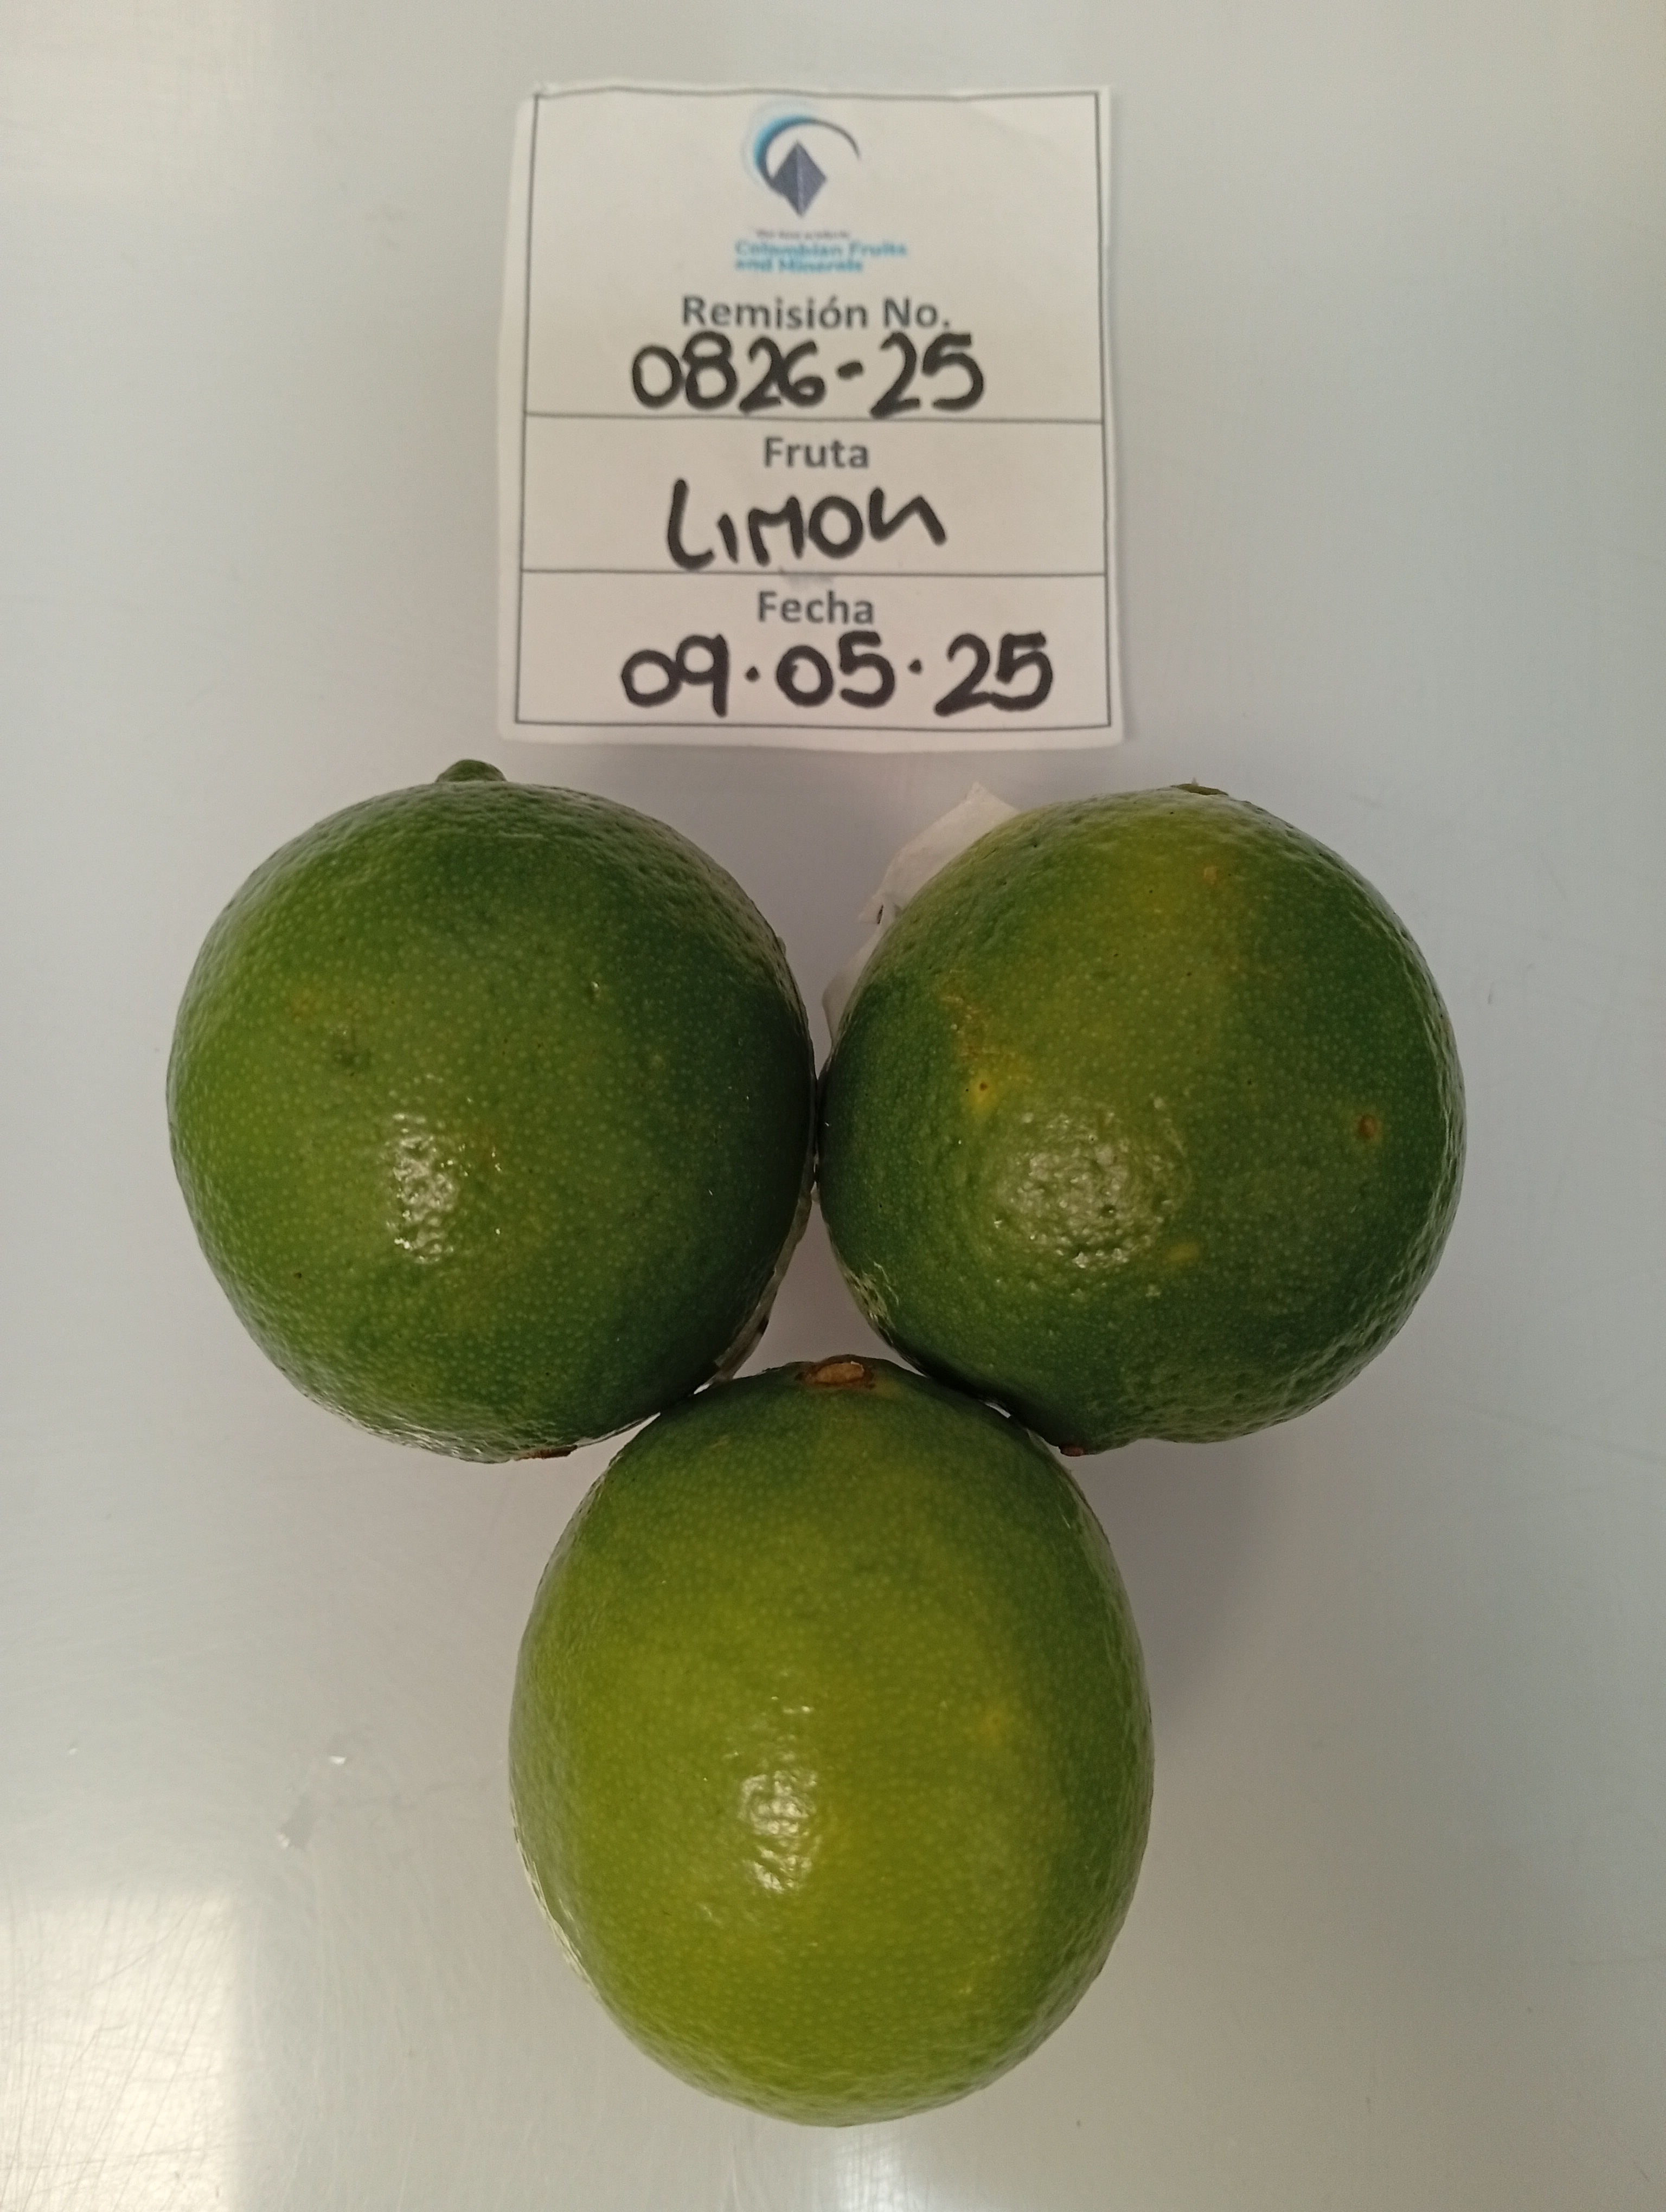 Colombian Fruits
and Minerals
Remisión No.
0826-25
Fruta
LIMON
Fecha
09.05.25